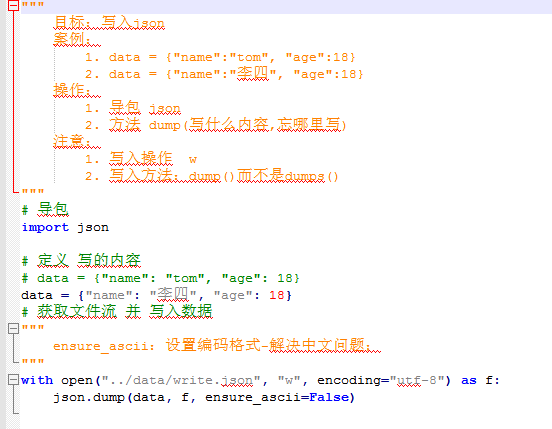 """
目标：写入json
案例：
1. data = {"name":"tom", "age":18}
2. data = {"name":"李四", "age":18}
操作：
1. 导包 json
2. 方法 dump(写什么内容,忘哪里写)
注意：
1. 写入操作  w
2. 写入方法：dump()而不是dumps()
"""
# 导包
import json
# 定义 写的内容
# data = {"name": "tom", "age": 18}
data = {"name": "李四", "age": 18}
# 获取文件流 并 写入数据
"""
ensure_ascii：设置编码格式-解决中文问题；
"""
with open("../data/write.json", "w", encoding="utf-8") as f:
json.dump(data, f, ensure_ascii=False)